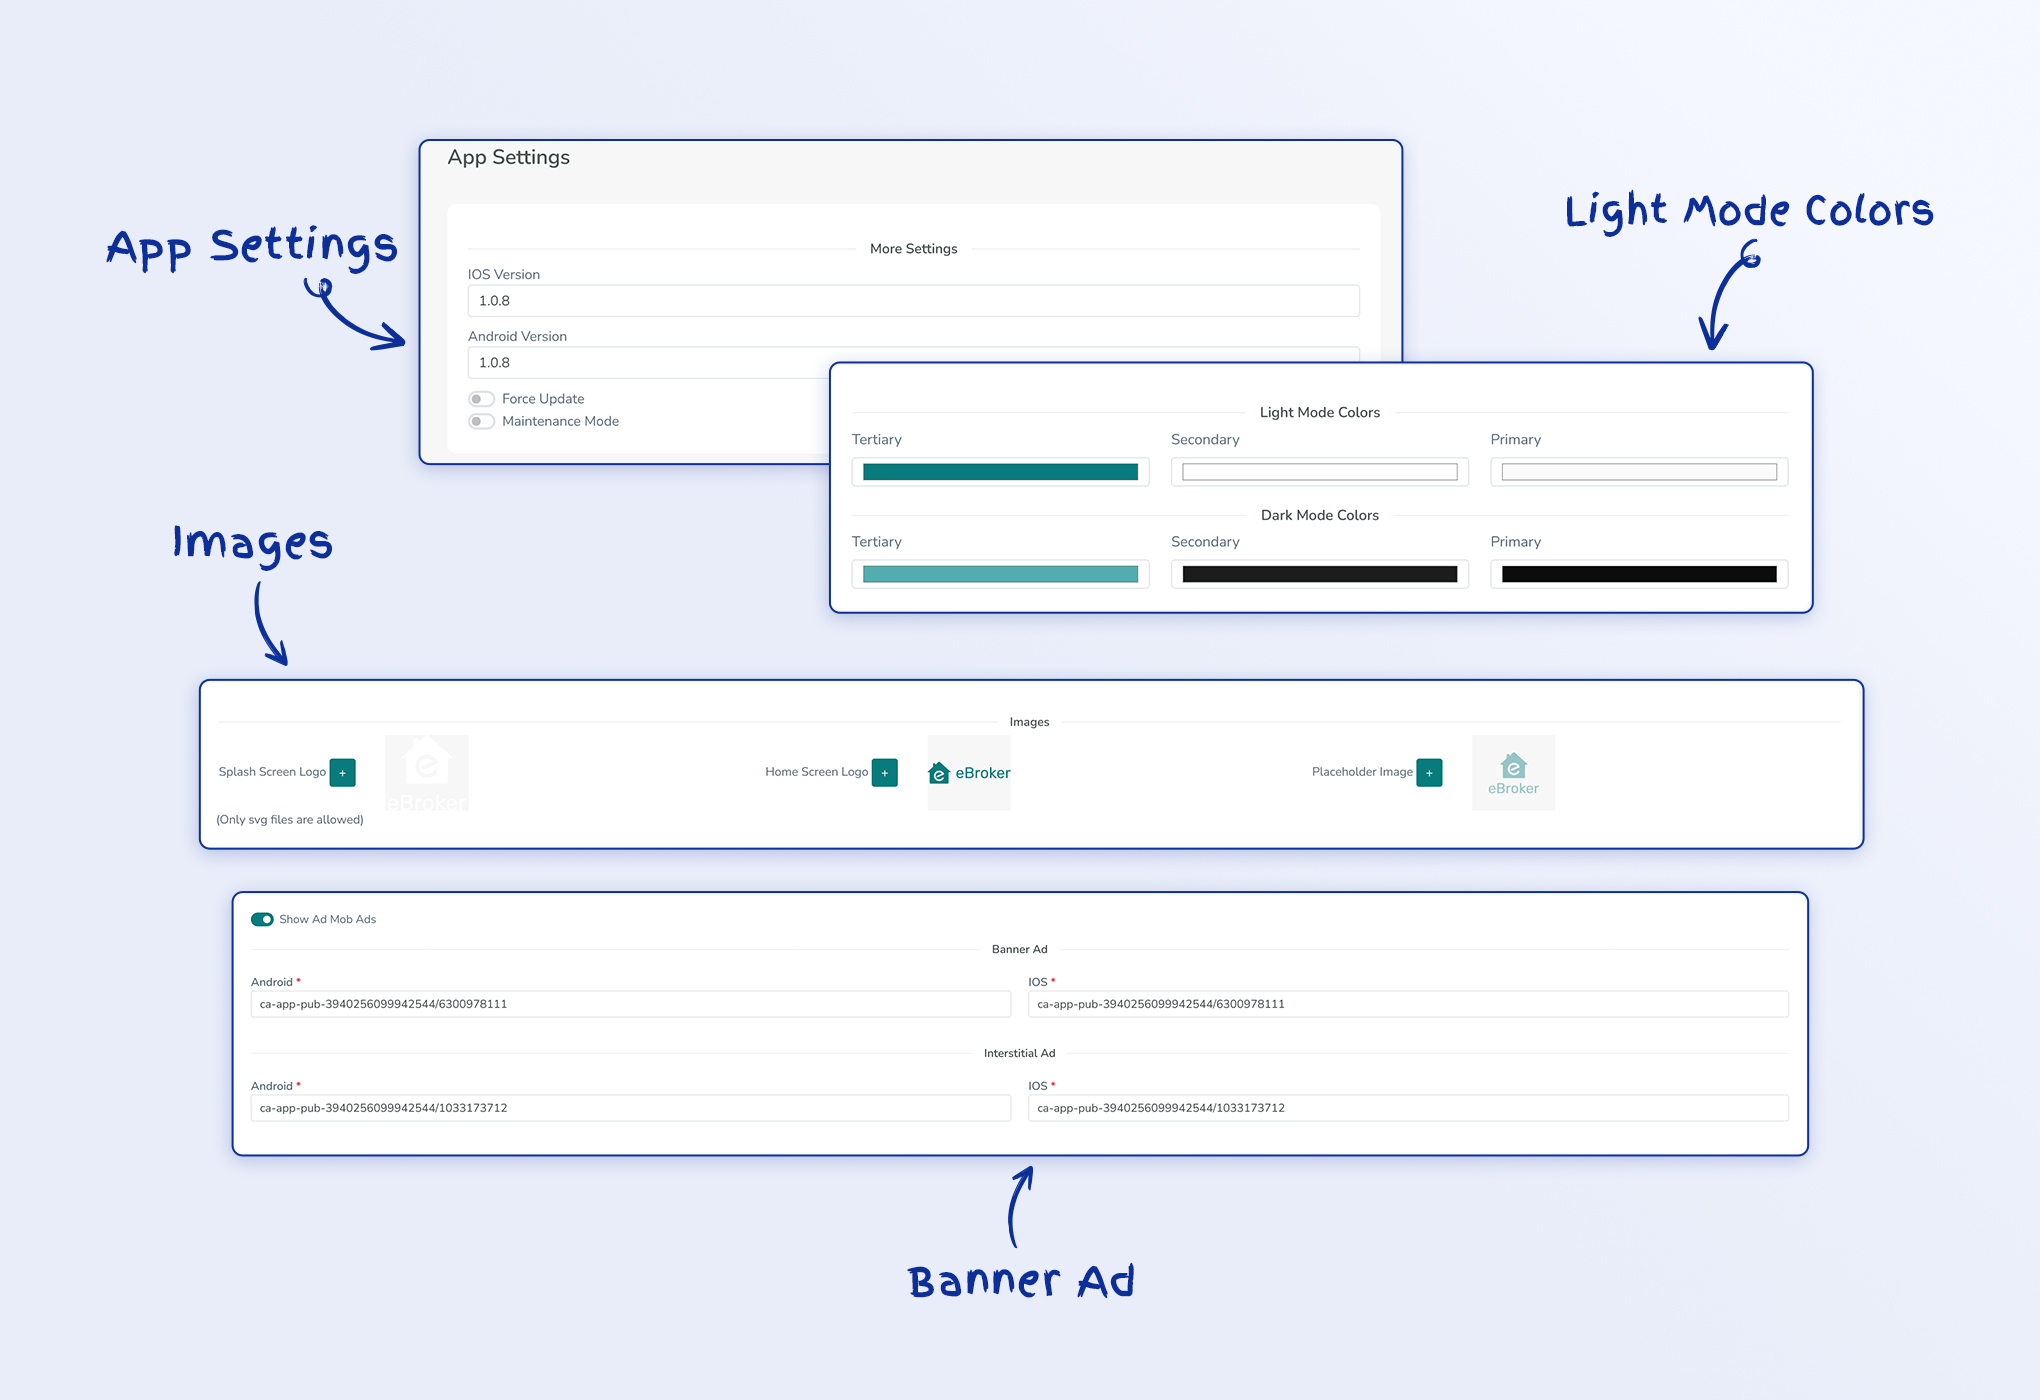 App Settings
App Settings
More Settings
IOS Version
1.0.8
Android Version
1.0.8
Force Update
Maintenance Mode
Light Mode Colors
Light Mode Colors
Tertiary Secondary Primary
Dark Mode Colors
Tertiary Secondary Primary
Images
Images
Splash Screen Logo + eBroker
(Only svg files are allowed)
Home Screen Logo + eBroker
Placeholder Image + eBroker
Show Ad Mob Ads
Banner Ad
Android * IOS *
ca-app-pub-3940256099942544/6300978111 ca-app-pub-3940256099942544/6300978111
Interstitial Ad
Android * IOS *
ca-app-pub-3940256099942544/1033173712 ca-app-pub-3940256099942544/1033173712
Banner Ad